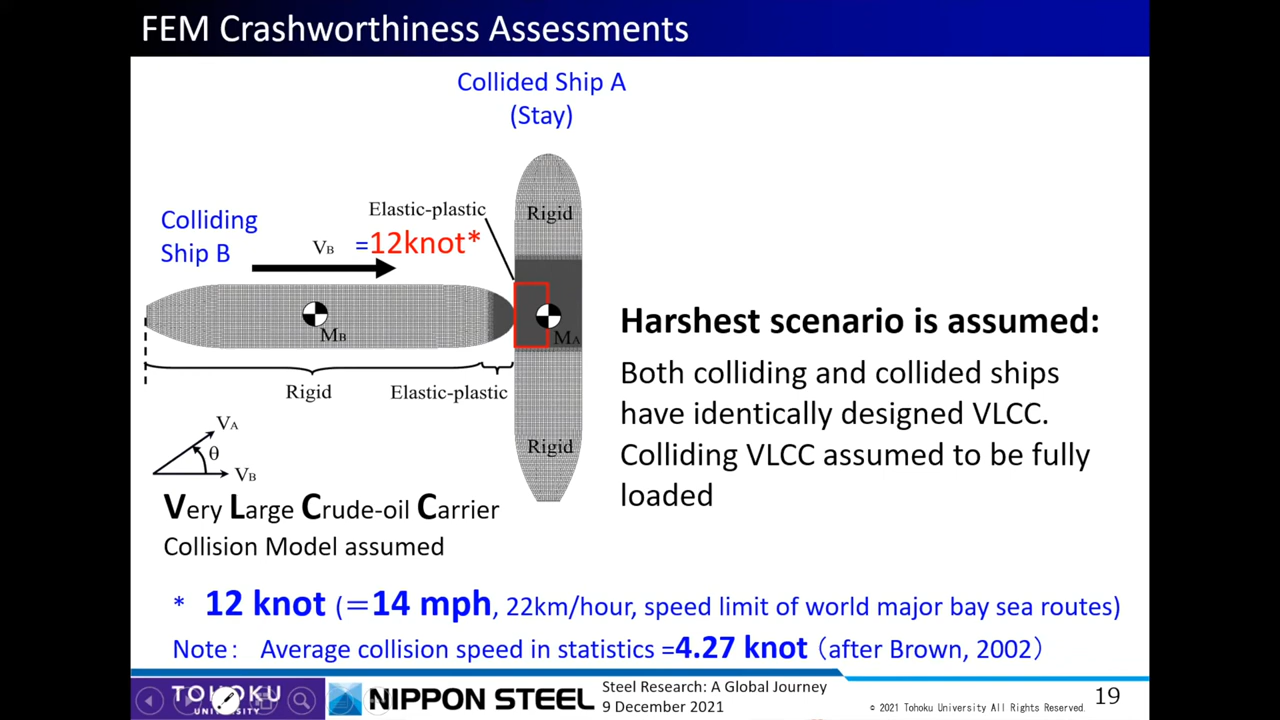 FEM Crashworthiness Assessments
Collided Ship A
(Stay)
Elastic-plastic
Rigid
Colliding
Ship B
VB =12knot*
MB
MA
Harshest scenario is assumed:
Both colliding and collided ships
have identically designed VLCC.
Colliding VLCC assumed to be fully
loaded
Rigid
Elastic-plastic
VA
θ
VB
Rigid
Very Large Crude-oil Carrier
Collision Model assumed
* 12 knot (=14 mph, 22km/hour, speed limit of world major bay sea routes)
Note: Average collision speed in statistics =4.27 knot (after Brown, 2002)
TOHOKU
UNIVERSITY
NIPPON STEEL
Steel Research: A Global Journey
9 December 2021
19
© 2021 Tohoku University All Rights Reserved.